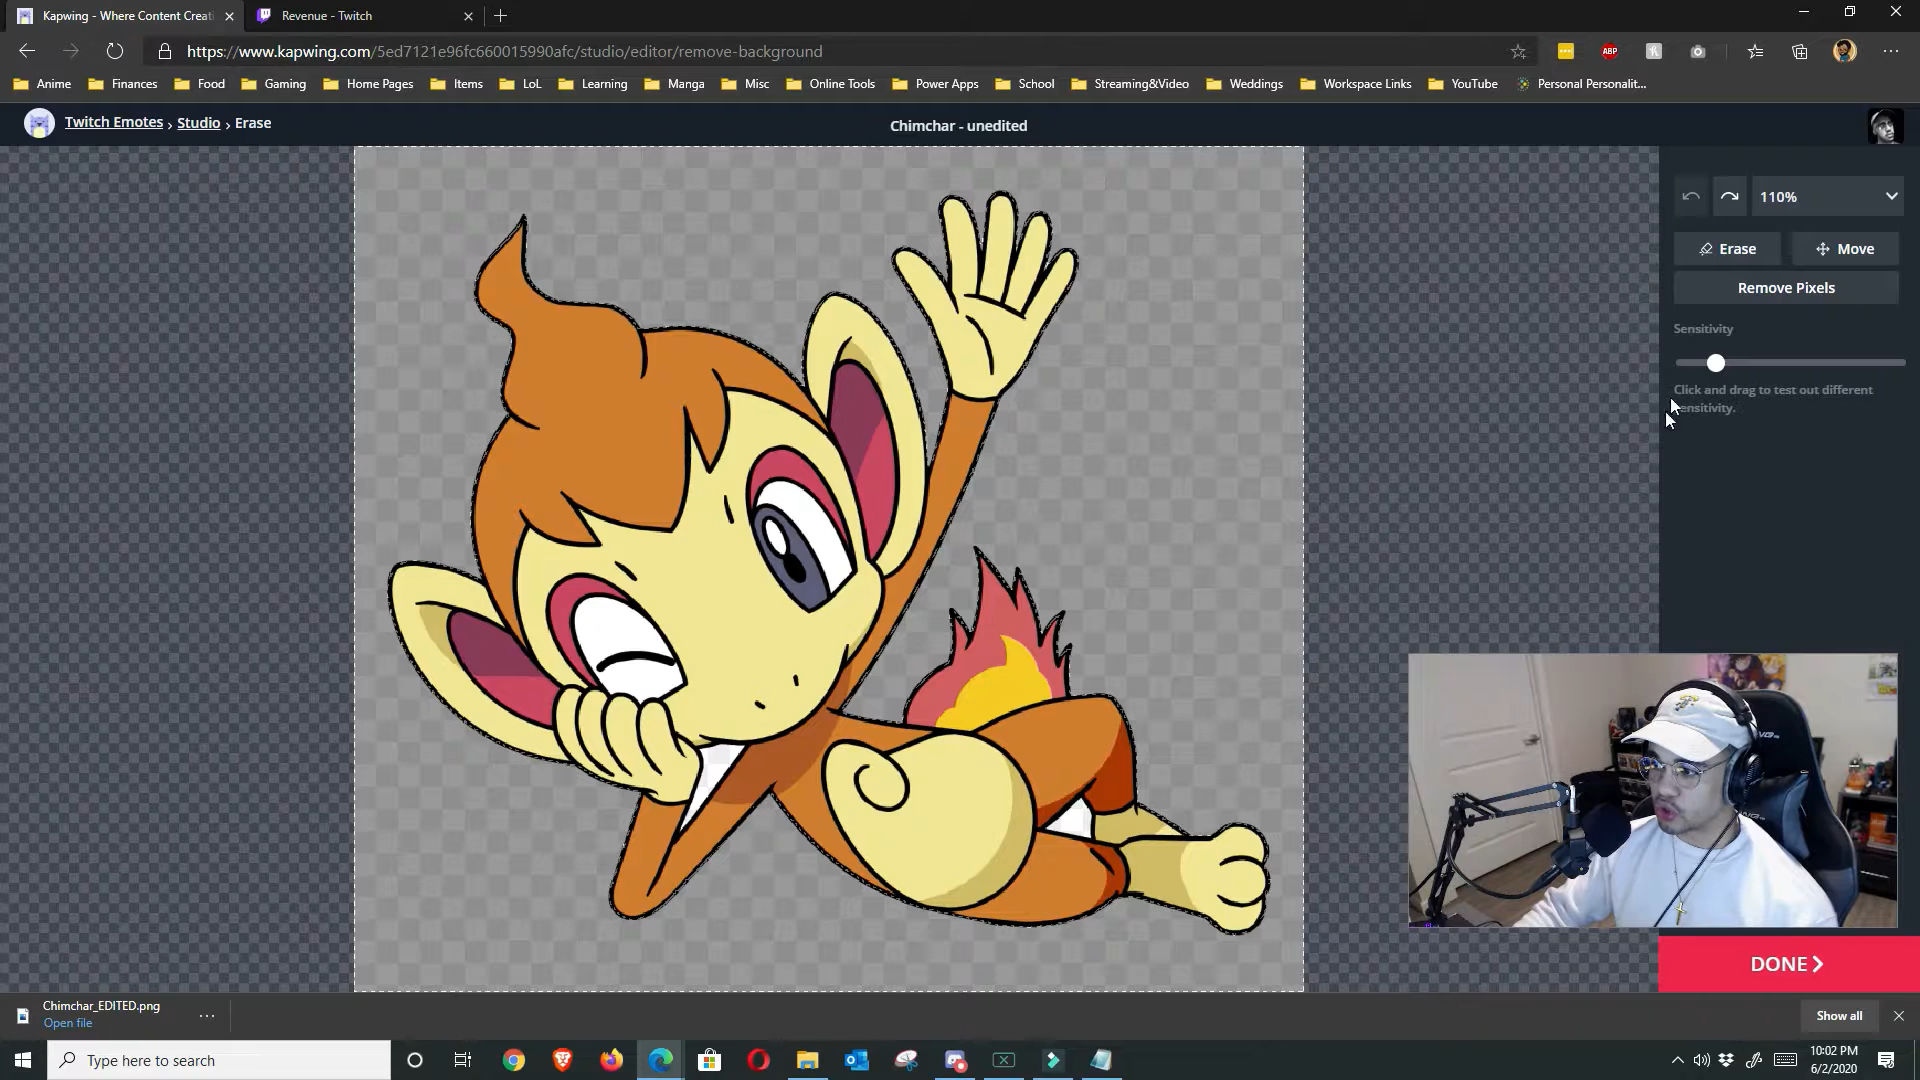 Kapwing - Where Content Creati
Revenue - Twitch
https://www.kapwing.com/5ed7121e96fc660015990afc/studio/editor/remove-background
ABP
Anime
Finances
Food
Gaming
Home Pages
Items
LoL
Learning
Manga
Misc
Online Tools
Power Apps
School
Streaming&Video
Weddings
Workspace Links
YouTube
Personal Personalit...
Twitch Emotes › Studio › Erase
Chimchar - unedited
110%
Erase
Move
Remove Pixels
Sensitivity
Click and drag to test out different
sensitivity.
DONE
Chimchar_EDITED.png
Open file
Show all
Type here to search
10:02 PM
6/2/2020